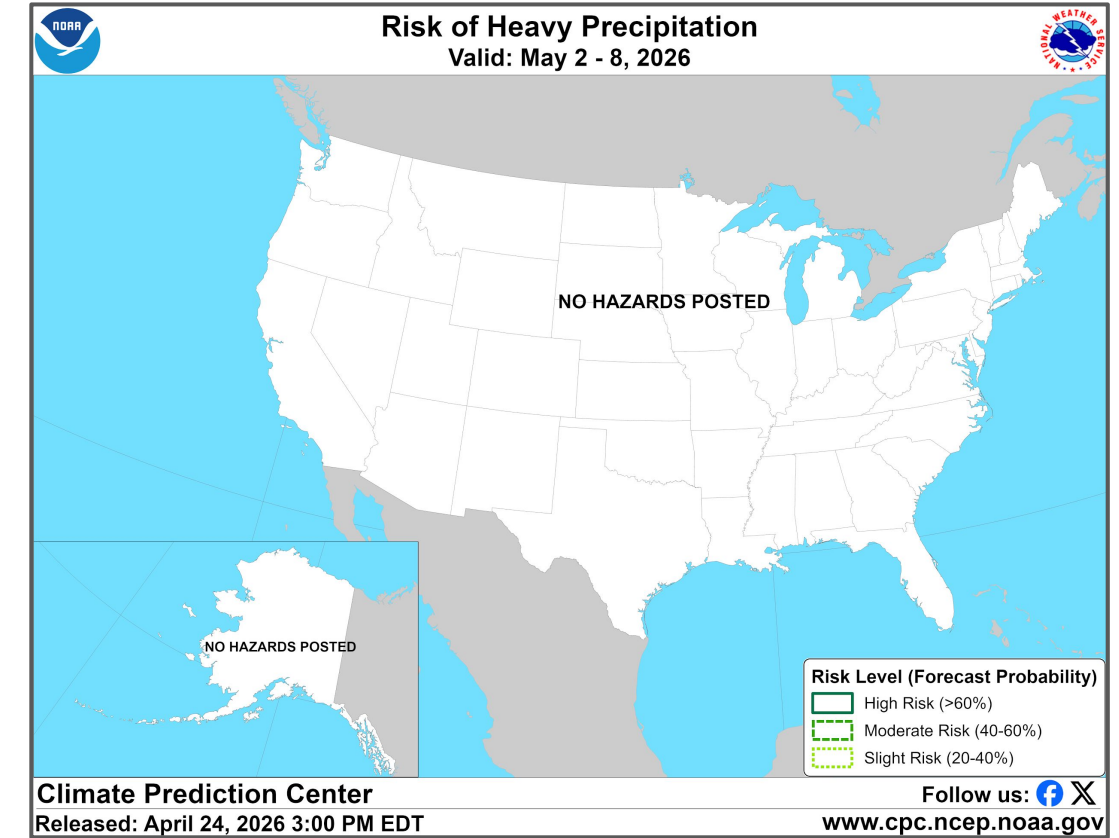 NOAA
Risk of Heavy Precipitation
Valid: May 2 - 8, 2026
NATIONAL WEATHER SERVICE
NO HAZARDS POSTED
NO HAZARDS POSTED
Risk Level (Forecast Probability)
High Risk (>60%)
Moderate Risk (40-60%)
Slight Risk (20-40%)
Climate Prediction Center
Follow us:
Released: April 24, 2026 3:00 PM EDT
www.cpc.ncep.noaa.gov